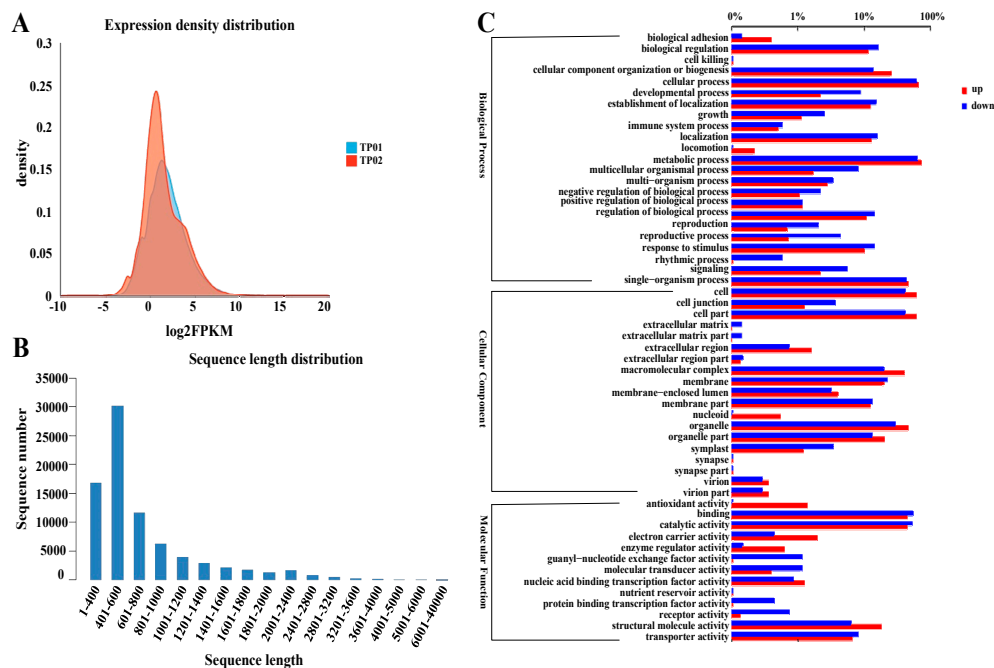 A
Expression density distribution
0.3
0.25
0.2
0.15
0.1
0.05
0
density
-10
-5
0
5
10
15
20
log2FPKM
TP01
TP02
B
Sequence length distribution
35000
30000
25000
20000
15000
10000
5000
0
Sequence number
1-400
401-600
601-800
801-1000
1001-1200
1201-1400
1401-1600
1601-1800
1801-2000
2001-2400
2401-2800
2801-3200
3201-3600
3601-4000
4001-5000
5001-6000
6001-40000
Sequence length
C
0%
1%
10%
100%
up
down
Biological Process
biological adhesion
biological regulation
cell killing
cellular component organization or biogenesis
cellular process
developmental process
establishment of localization
growth
immune system process
localization
locomotion
metabolic process
multicellular organismal process
multi−organism process
negative regulation of biological process
positive regulation of biological process
regulation of biological process
reproduction
reproductive process
response to stimulus
rhythmic process
signaling
single−organism process
Cellular Component
cell
cell junction
cell part
extracellular matrix
extracellular matrix part
extracellular region
extracellular region part
macromolecular complex
membrane
membrane−enclosed lumen
membrane part
nucleoid
organelle
organelle part
symplast
synapse
synapse part
virion
virion part
Molecular Function
antioxidant activity
binding
catalytic activity
electron carrier activity
enzyme regulator activity
guanyl−nucleotide exchange factor activity
molecular transducer activity
nucleic acid binding transcription factor activity
nutrient reservoir activity
protein binding transcription factor activity
receptor activity
structural molecule activity
transporter activity